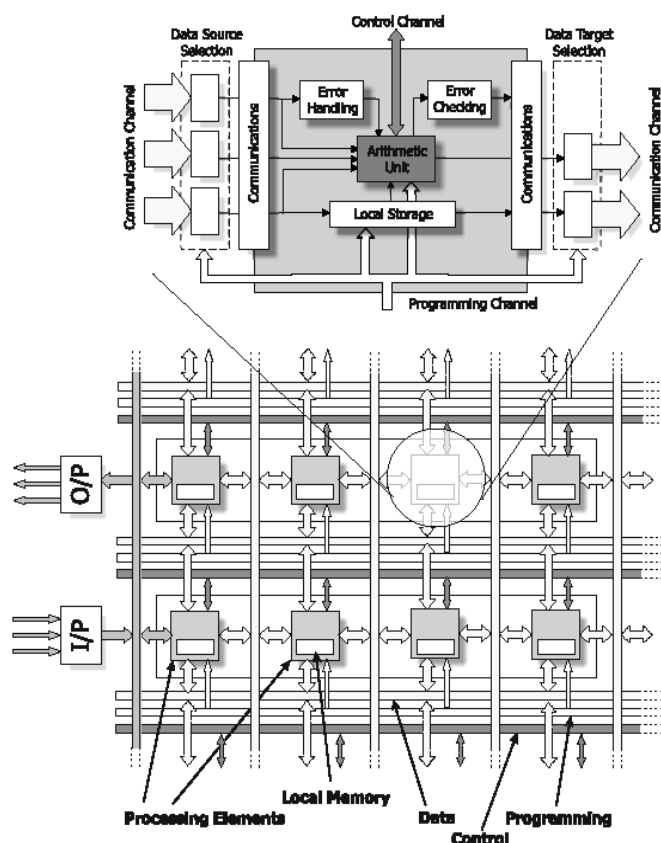 Control Channel
Data Source
Selection
Data Target
Selection
Communication Channel
Communications
Error
Handling
Error
Checking
Arithmetic
Unit
Local Storage
Communications
Communication Channel
Programming Channel
O/P
I/P
Processing Elements
Local Memory
Data
Control
Programming